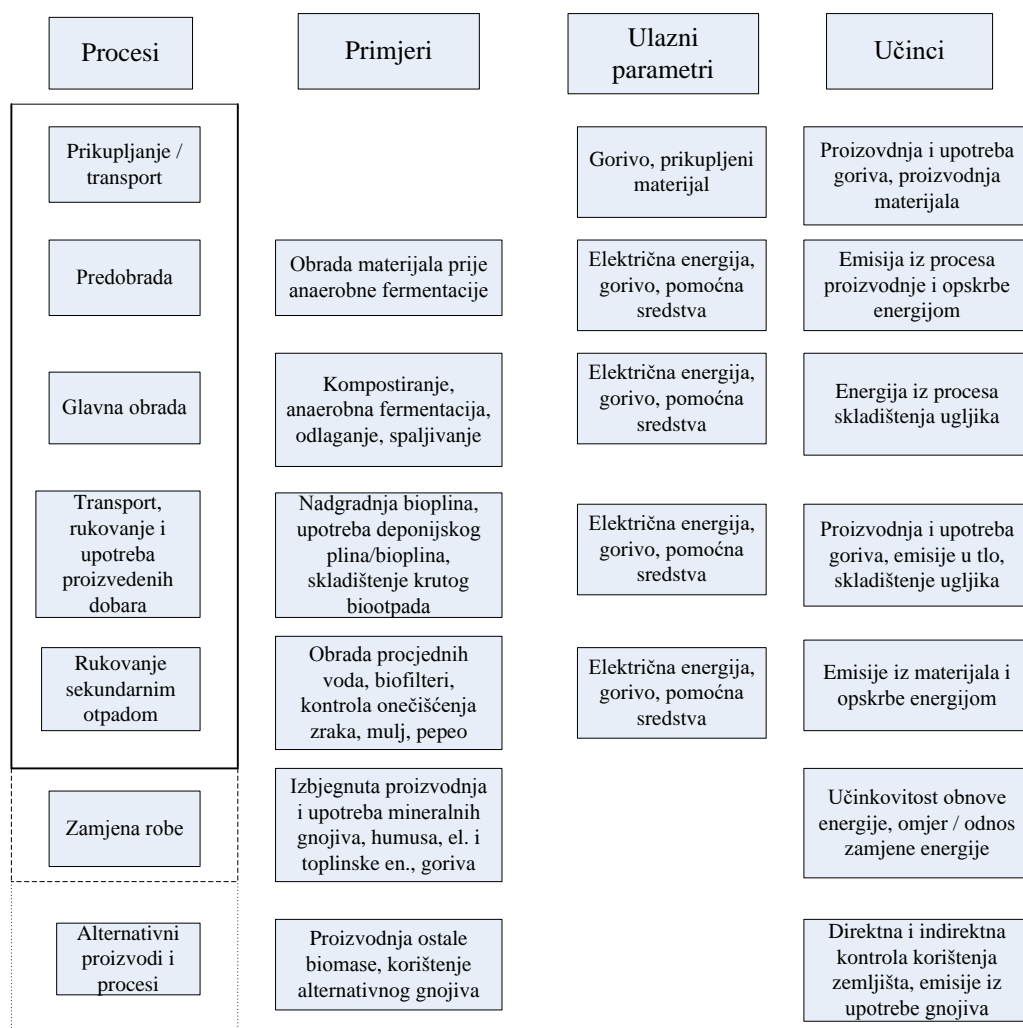 Procesi
Primjeri
Ulazni
parametri
Učinci
Prikupljanje /
transport
Gorivo, prikupljeni
materijal
Proizovdnja i upotreba
goriva, proizvodnja
materijala
Predobrada
Obrada materijala prije
anaerobne fermentacije
Električna energija,
gorivo, pomoćna
sredstva
Emisija iz procesa
proizvodnje i opskrbe
energijom
Glavna obrada
Kompostiranje,
anaerobna fermentacija,
odlaganje, spaljivanje
Električna energija,
gorivo, pomoćna
sredstva
Energija iz procesa
skladištenja ugljika
Transport,
rukovanje i
upotreba
proizvedenih
dobara
Nadgradnja bioplina,
upotreba deponijskog
plina/bioplina,
skladištenje krutog
biootpada
Električna energija,
gorivo, pomoćna
sredstva
Proizvodnja i upotreba
goriva, emisije u tlo,
skladištenje ugljika
Rukovanje
sekundarnim
otpadom
Obrada procjednih
voda, biofilteri,
kontrola onečišćenja
zraka, mulj, pepeo
Električna energija,
gorivo, pomoćna
sredstva
Emisije iz materijala i
opskrbe energijom
Zamjena robe
Izbjegnuta proizvodnja
i upotreba mineralnih
gnojiva, humusa, el. i
toplinske en., goriva
Učinkovitost obnove
energije, omjer / odnos
zamjene energije
Alternativni
proizvodi i
procesi
Proizvodnja ostale
biomase, korištenje
alternativnog gnojiva
Direktna i indirektna
kontrola korištenja
zemljišta, emisije iz
upotrebe gnojiva